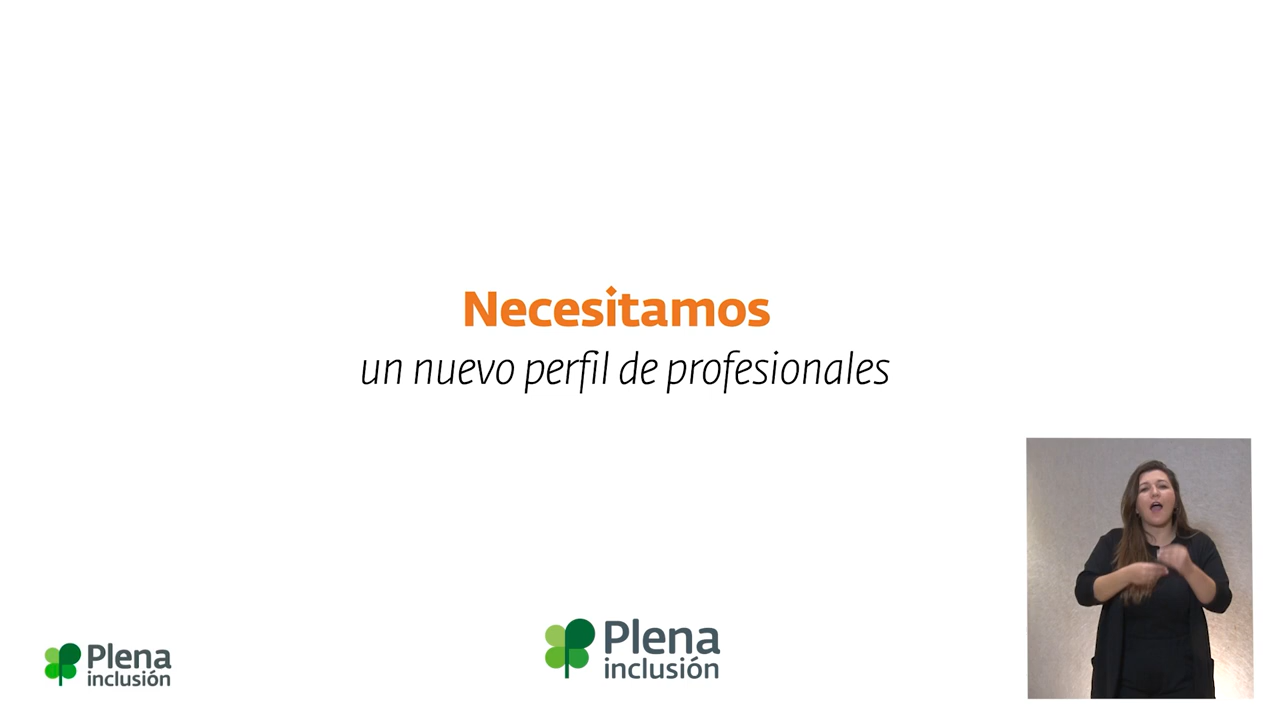 Necesitamos
un nuevo perfil de profesionales
Plena
inclusión
Plena
inclusión